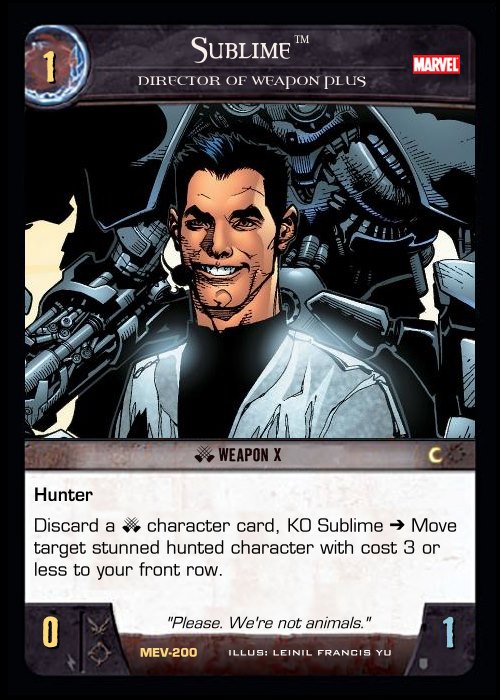 1
SUBLIME™
DIRECTOR OF WEAPON PLUS
MARVEL
WEAPON X
C
Hunter
Discard a character card, KO Sublime ➔ Move
target stunned hunted character with cost 3 or
less to your front row.
"Please. We're not animals."
0
1
MEV-200 ILLUS: LEINIL FRANCIS YU